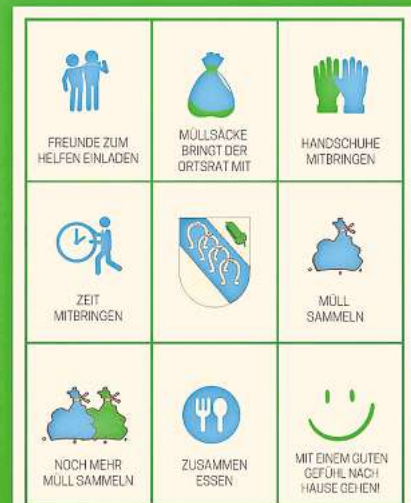 FREUNDE ZUM
HELFEN EINLADEN
MÜLLSÄCKE
BRINGT DER
ORTSRAT MIT
HANDSCHUHE
MITBRINGEN
ZEIT
MITBRINGEN
MÜLL
SAMMELN
NOCH MEHR
MÜLL SAMMELN
ZUSAMMEN
ESSEN
MIT EINEM GUTEN
GEFÜHL NACH
HAUSE GEHEN!